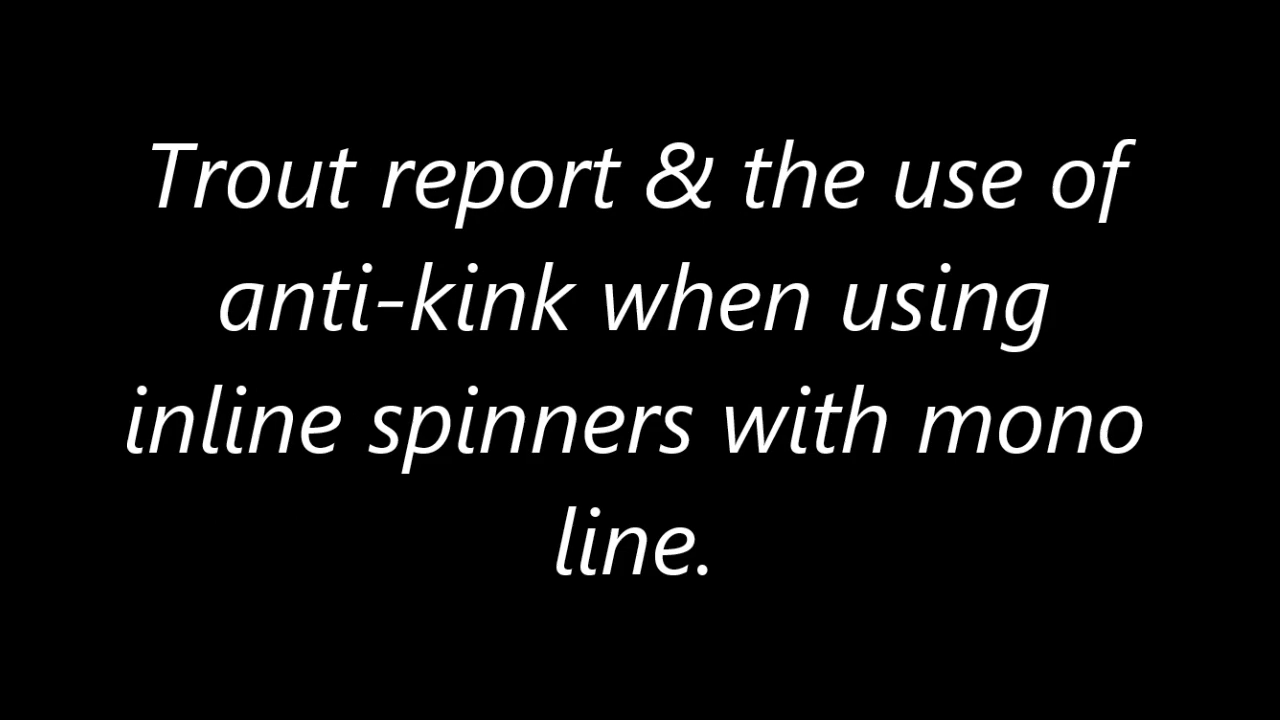 Trout report & the use of
anti-kink when using
inline spinners with mono
line.